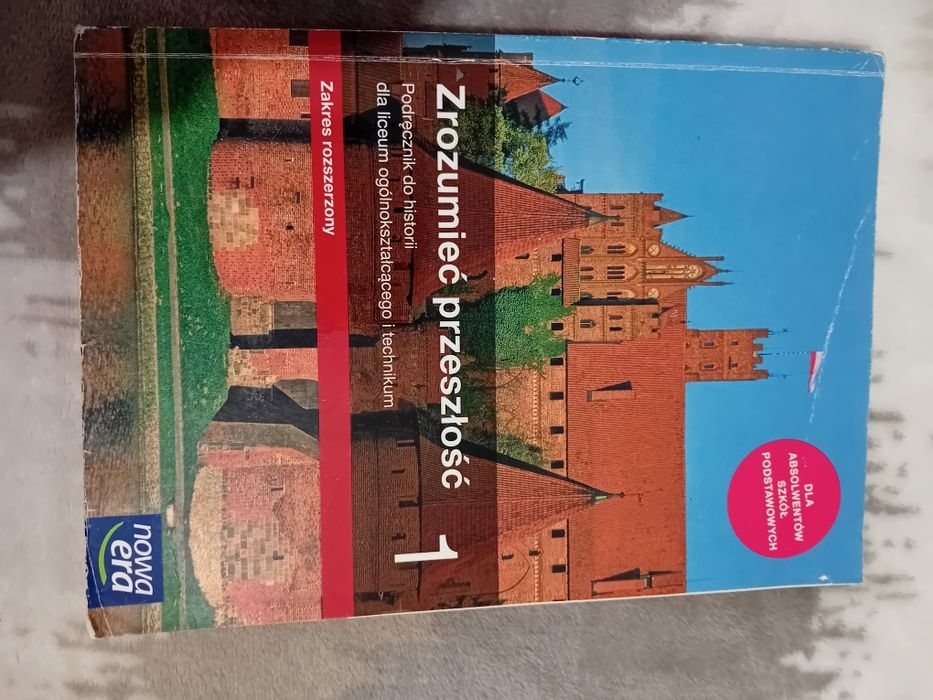 DLA
ABSOLWENTÓW
SZKÓŁ
PODSTAWOWYCH
Zrozumieć przeszłość 1
Podręcznik do historii
dla liceum ogólnokształcącego i technikum
Zakres rozszerzony
nowa
era